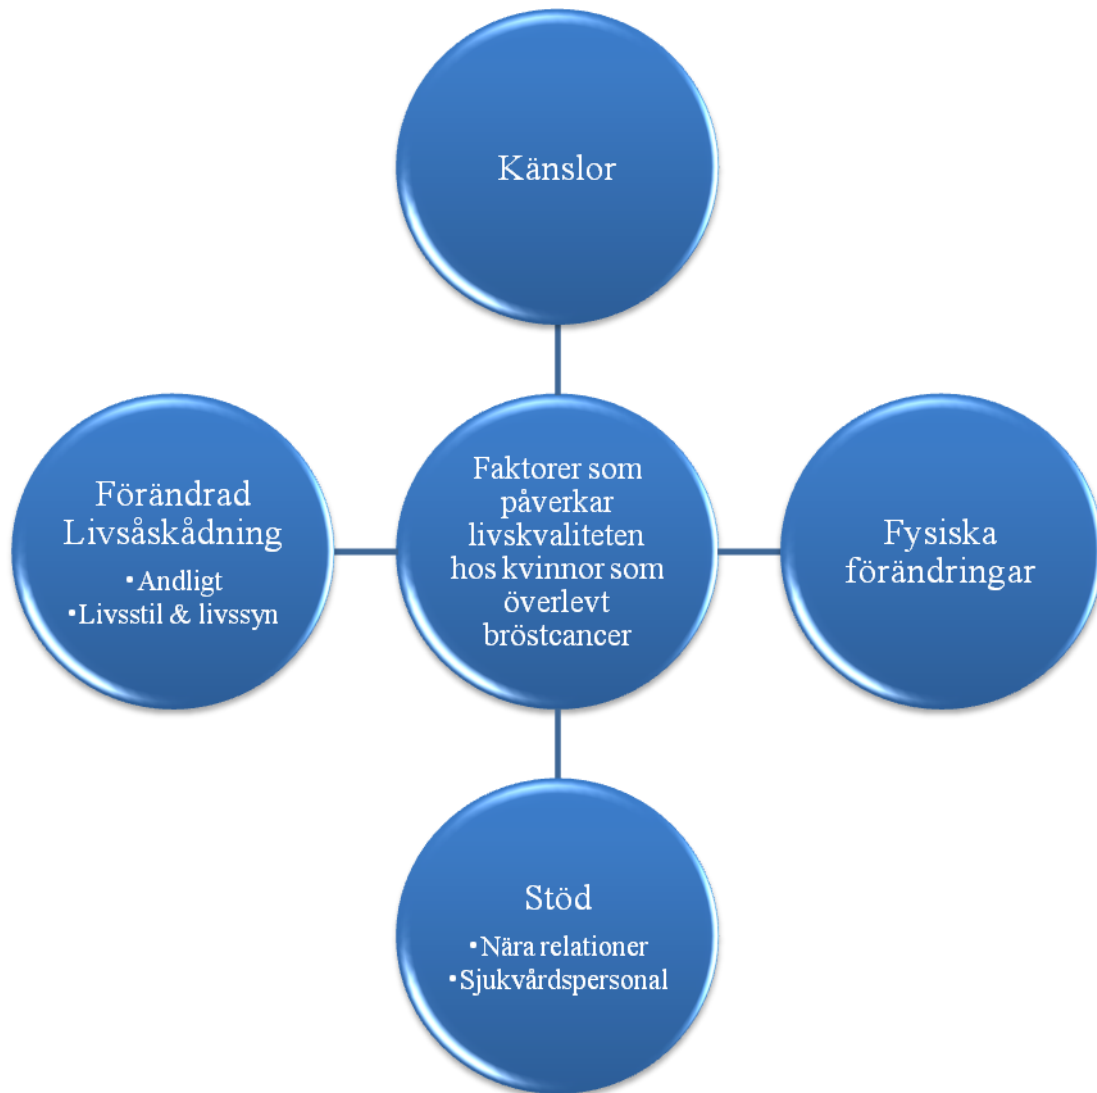 Känslor
Förändrad
Livsåskådning
• Andligt
• Livsstil & livssyn
Faktorer som
påverkar
livskvaliteten
hos kvinnor som
överlevt
bröstcancer
Fysiska
förändringar
Stöd
• Nära relationer
• Sjukvårdspersonal